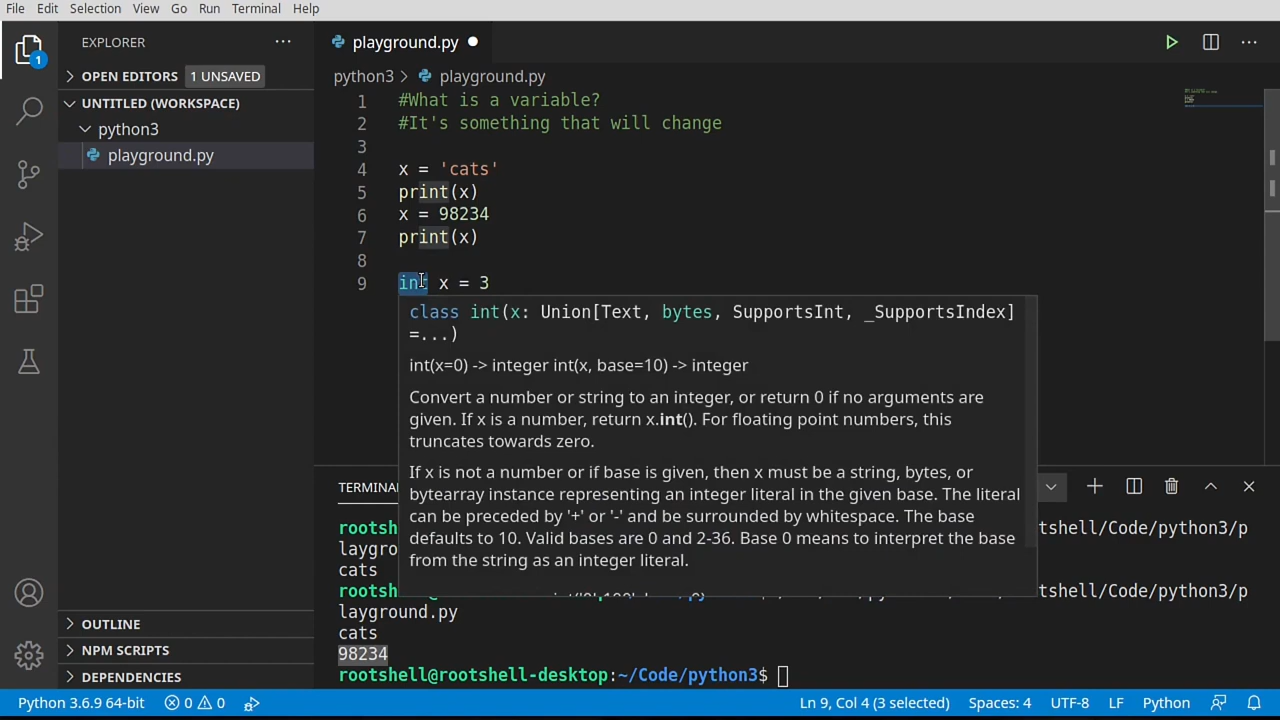 File Edit Selection View Go Run Terminal Help
EXPLORER
OPEN EDITORS 1 UNSAVED
UNTITLED (WORKSPACE)
python3
playground.py
OUTLINE
NPM SCRIPTS
DEPENDENCIES
1
playground.py
python3 > playground.py
1 #What is a variable?
2 #It's something that will change
3
4 x = 'cats'
5 print(x)
6 x = 98234
7 print(x)
8
9 int x = 3
class int(x: Union[Text, bytes, SupportsInt, _SupportsIndex]
=...)
int(x=0) -> integer int(x, base=10) -> integer
Convert a number or string to an integer, or return 0 if no arguments are
given. If x is a number, return x.int(). For floating point numbers, this
truncates towards zero.
If x is not a number or if base is given, then x must be a string, bytes, or
bytearray instance representing an integer literal in the given base. The literal
can be preceded by '+' or '-' and be surrounded by whitespace. The base
defaults to 10. Valid bases are 0 and 2-36. Base 0 means to interpret the base
from the string as an integer literal.
TERMINA
rootshel tshell/Code/python3/p
laygro
cats
rootshel tshell/Code/python3/p
layground.py
cats
98234
rootshell@rootshell-desktop:~/Code/python3$
Python 3.6.9 64-bit 0 0 Ln 9, Col 4 (3 selected) Spaces: 4 UTF-8 LF Python